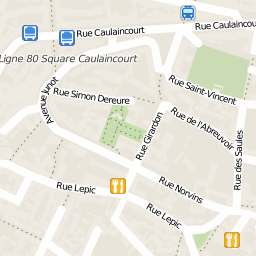 Rue Caulaincourt
Rue Caulaincourt
Ligne 80 Square Caulaincourt
Rue Saint-Vincent
Avenue Junot
Rue Simon Dereure
Rue de l'Abreuvoir
Rue Girardon
Rue des Saules
Rue Lepic
Rue Norvins
Rue Lepic